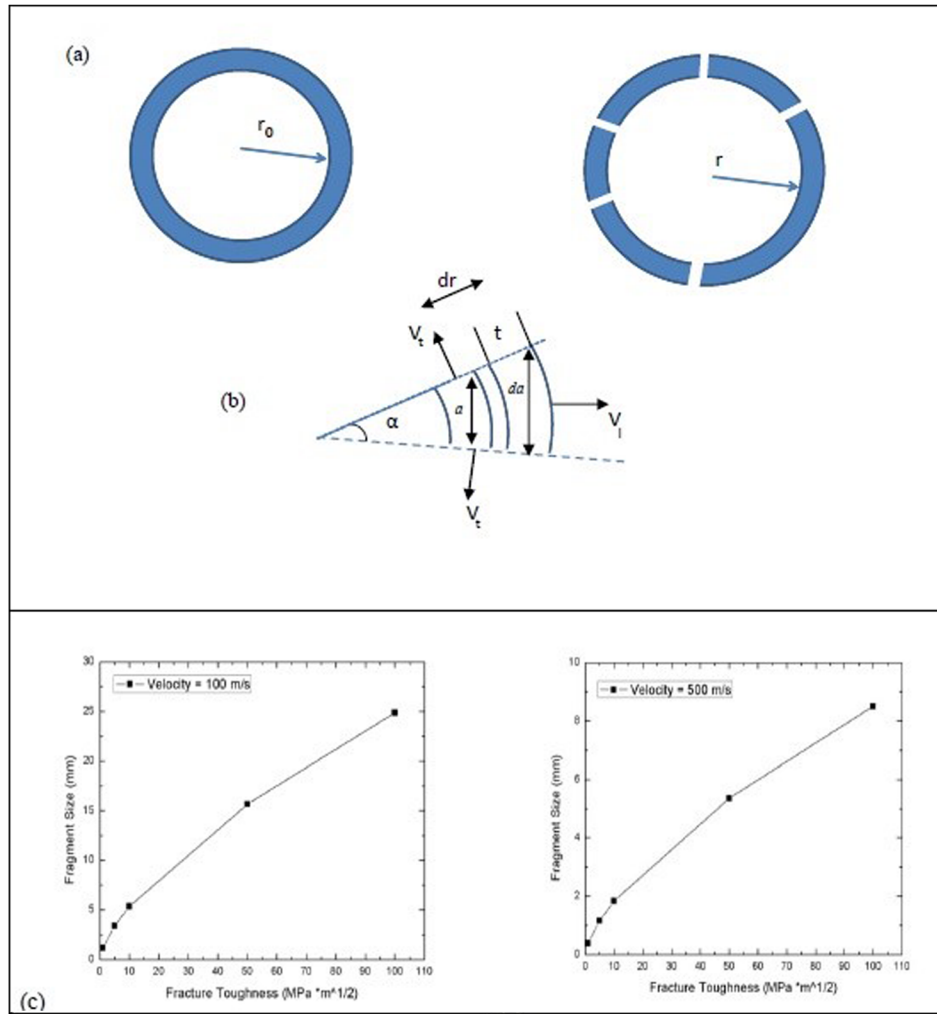 (a)
r0
r
dr
Vt
t
(b)
α
a
da
Vl
Vt
30
25
20
15
10
5
0
Velocity = 100 m/s
Fragment Size (mm)
0 10 20 30 40 50 60 70 80 90 100 110
Fracture Toughness (MPa *m^1/2)
10
8
6
4
2
0
Velocity = 500 m/s
Fragment Size (mm)
0 10 20 30 40 50 60 70 80 90 100 110
Fracture Toughness (MPa *m^1/2)
(c)